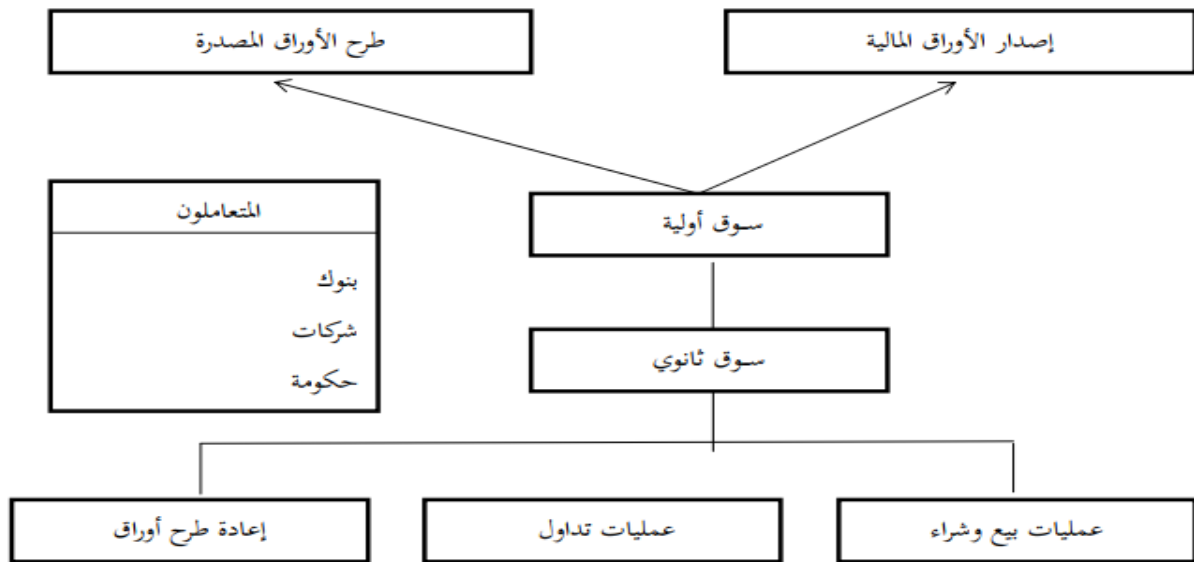 إصدار الأوراق المالية
طرح الأوراق المصدرة
سوق أولية
المتعاملون
بنوك
شركات
حكومة
سوق ثانوي
عمليات بيع وشراء
عمليات تداول
إعادة طرح أوراق